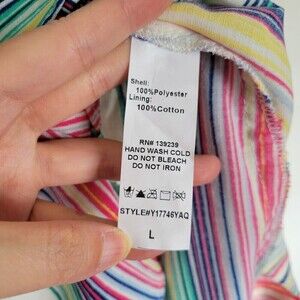 Shell:
100%Polyester
Lining:
100%Cotton
RN# 139239
HAND WASH COLD
DO NOT BLEACH
DO NOT IRON
STYLE#Y17746YAQ
L